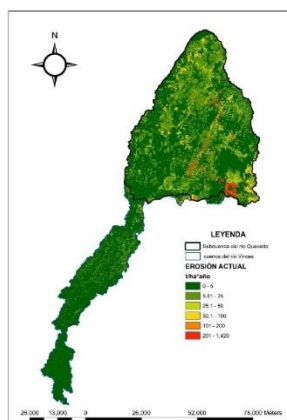 N
LEYENDA
Subcuenca del río Quevedo
cuenca del río Vinces
EROSIÓN ACTUAL
t/ha*año
0 - 5
5.01 - 25
25.1 - 50
50.1 - 100
101 - 200
201 - 1,420
26,000 13,000 0 26,000 52,000 78,000 Meters